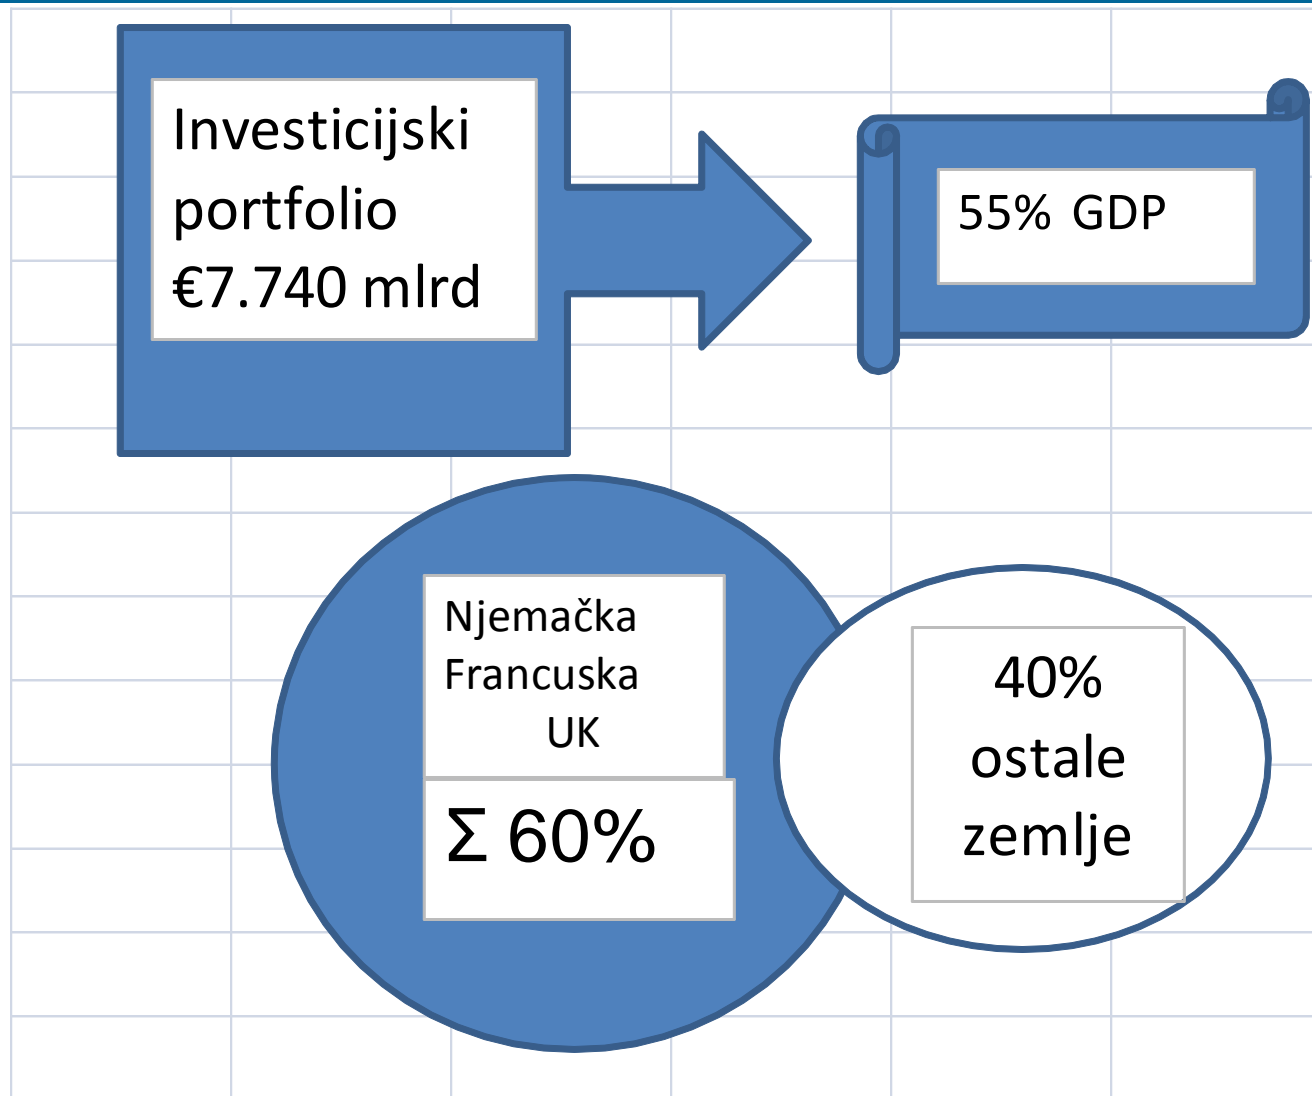 Investicijski
portfolio
€7.740 mlrd
55% GDP
Njemačka
Francuska
UK
Σ 60%
40%
ostale
zemlje